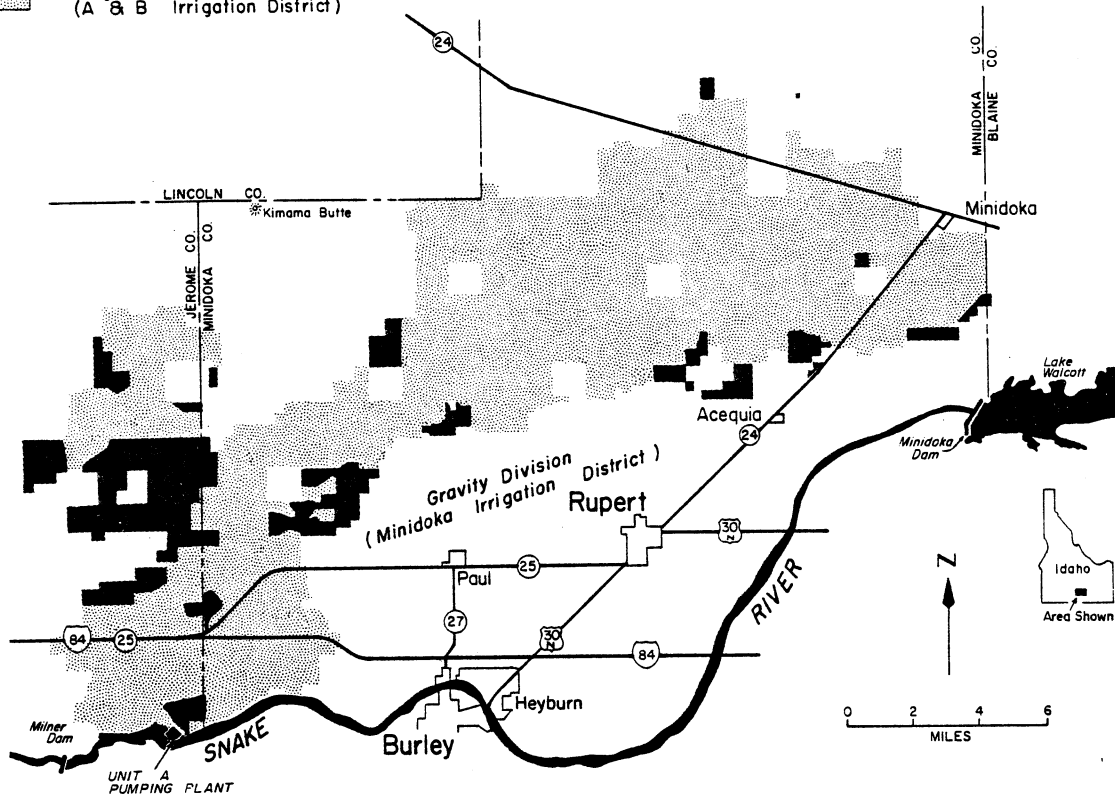 (A & B Irrigation District)
24
MINIDOKA CO.
BLAINE CO.
LINCOLN CO.
Kimama Butte
Minidoka
JEROME CO.
MINIDOKA CO.
Lake
Walcott
Acequia
24
Minidoka
Dam
Gravity Division
(Minidoka Irrigation District)
Rupert
30
N
N
Idaho
Area Shown
25
Paul
RIVER
27
30
N
84
25
84
Heyburn
0 2 4 6
MILES
Milner
Dam
SNAKE
Burley
UNIT A
PUMPING PLANT